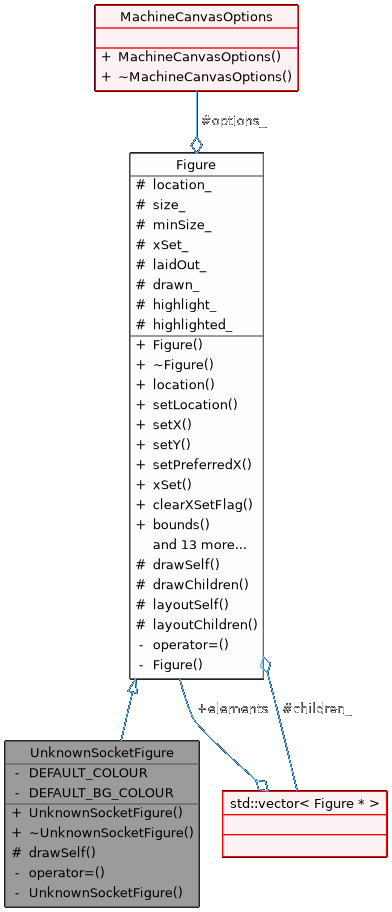 MachineCanvasOptions
+ MachineCanvasOptions()
+ ~MachineCanvasOptions()
#options_
Figure
# location_
# size_
# minSize_
# xSet_
# laidOut_
# drawn_
# highlight_
# highlighted_
+ Figure()
+ ~Figure()
+ location()
+ setLocation()
+ setX()
+ setY()
+ setPreferredX()
+ xSet()
+ clearXSetFlag()
+ bounds()
and 13 more...
# drawSelf()
# drawChildren()
# layoutSelf()
# layoutChildren()
- operator=()
- Figure()
+elements
#children_
UnknownSocketFigure
- DEFAULT_COLOUR
- DEFAULT_BG_COLOUR
+ UnknownSocketFigure()
+ ~UnknownSocketFigure()
# drawSelf()
- operator=()
- UnknownSocketFigure()
std::vector< Figure * >